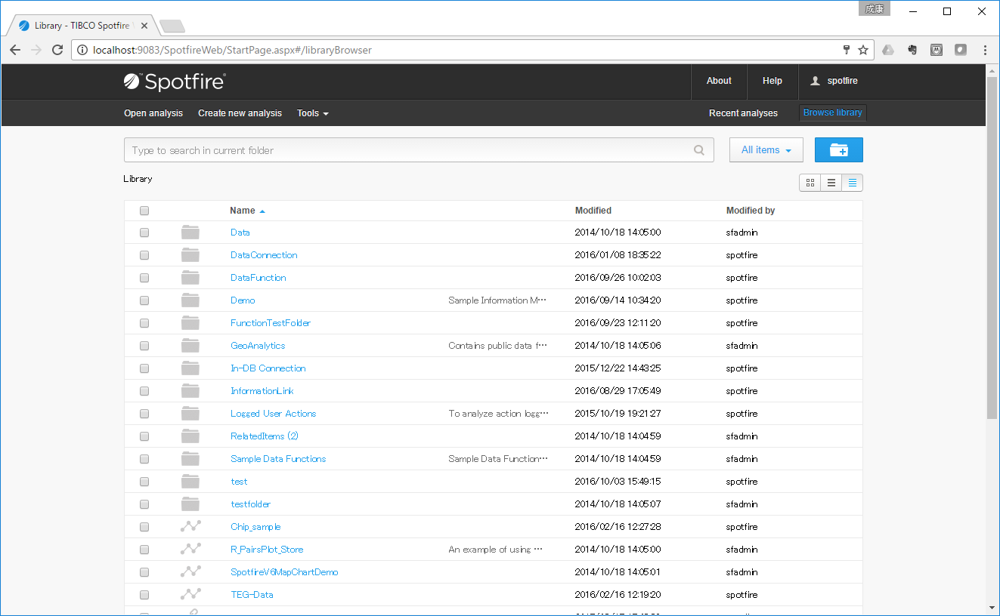 成康
Library - TIBCO Spotfire
localhost:9083/SpotfireWeb/StartPage.aspx#/libraryBrowser
Spotfire
About Help spotfire
Open analysis Create new analysis Tools Recent analyses Browse library
Type to search in current folder All items
Library
Name Modified Modified by
Data 2014/10/18 14:05:00 sfadmin
DataConnection 2016/01/08 18:35:22 spotfire
DataFunction 2016/09/26 10:02:03 spotfire
Demo Sample Information M… 2016/09/14 10:34:20 spotfire
FunctionTestFolder 2016/09/23 12:11:20 spotfire
GeoAnalytics Contains public data f… 2014/10/18 14:05:06 sfadmin
In-DB Connection 2015/12/22 14:43:25 spotfire
InformationLink 2016/08/29 17:05:49 spotfire
Logged User Actions To analyze action logg… 2015/10/19 19:21:27 spotfire
RelatedItems (2) 2014/10/18 14:04:59 sfadmin
Sample Data Functions Sample Data Function… 2014/10/18 14:04:59 sfadmin
test 2016/10/03 15:49:15 spotfire
testfolder 2014/10/18 14:05:07 sfadmin
Chip_sample 2016/02/16 12:27:28 spotfire
R_PairsPlot_Store An example of using … 2014/10/18 14:05:00 sfadmin
SpotfireV6MapChartDemo 2014/10/18 14:05:01 sfadmin
TEG-Data 2016/02/16 12:19:20 spotfire